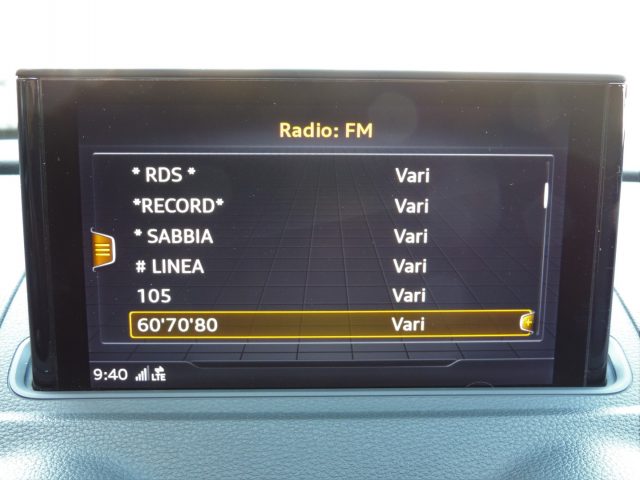 Radio: FM
* RDS * Vari
*RECORD* Vari
* SABBIA Vari
# LINEA Vari
105 Vari
60'70'80 Vari
9:40 LTE